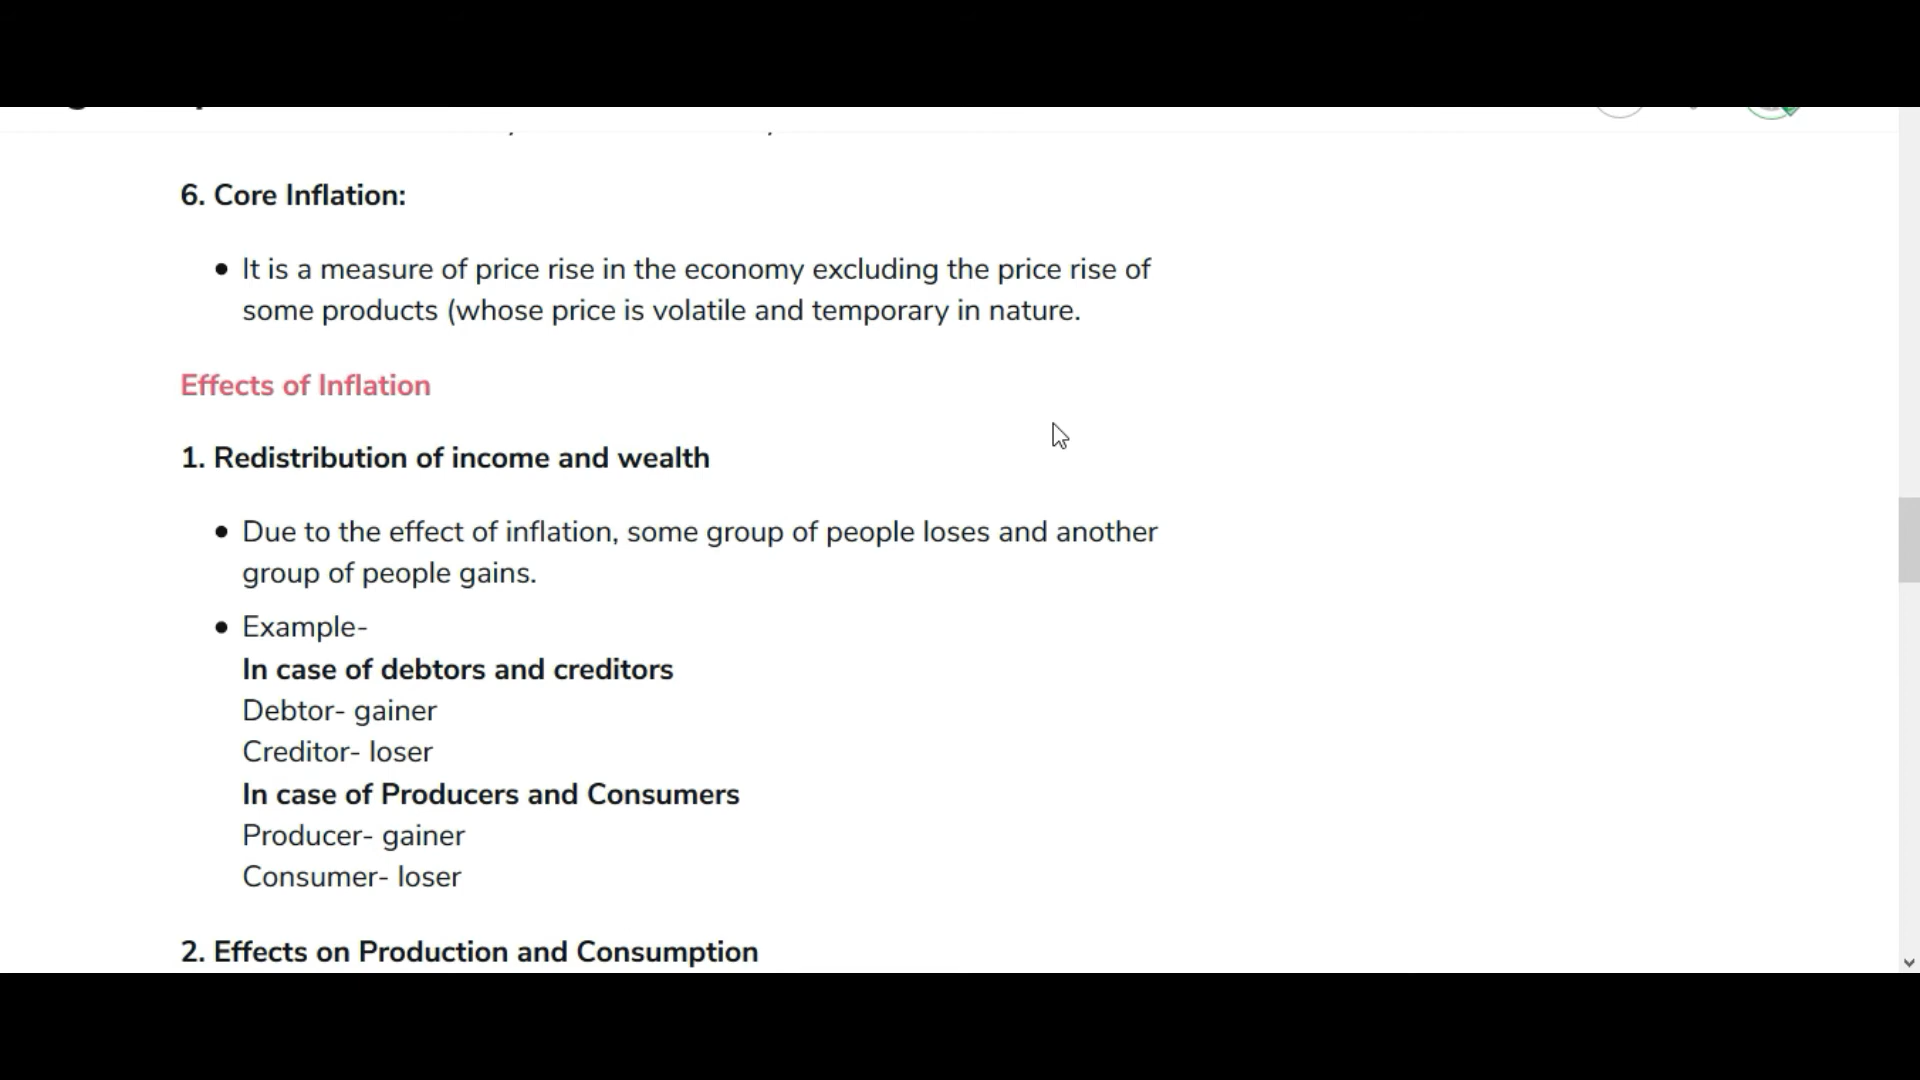 6. Core Inflation:
● It is a measure of price rise in the economy excluding the price rise of
some products (whose price is volatile and temporary in nature.
Effects of Inflation
1. Redistribution of income and wealth
● Due to the effect of inflation, some group of people loses and another
group of people gains.
● Example-
In case of debtors and creditors
Debtor- gainer
Creditor- loser
In case of Producers and Consumers
Producer- gainer
Consumer- loser
2. Effects on Production and Consumption